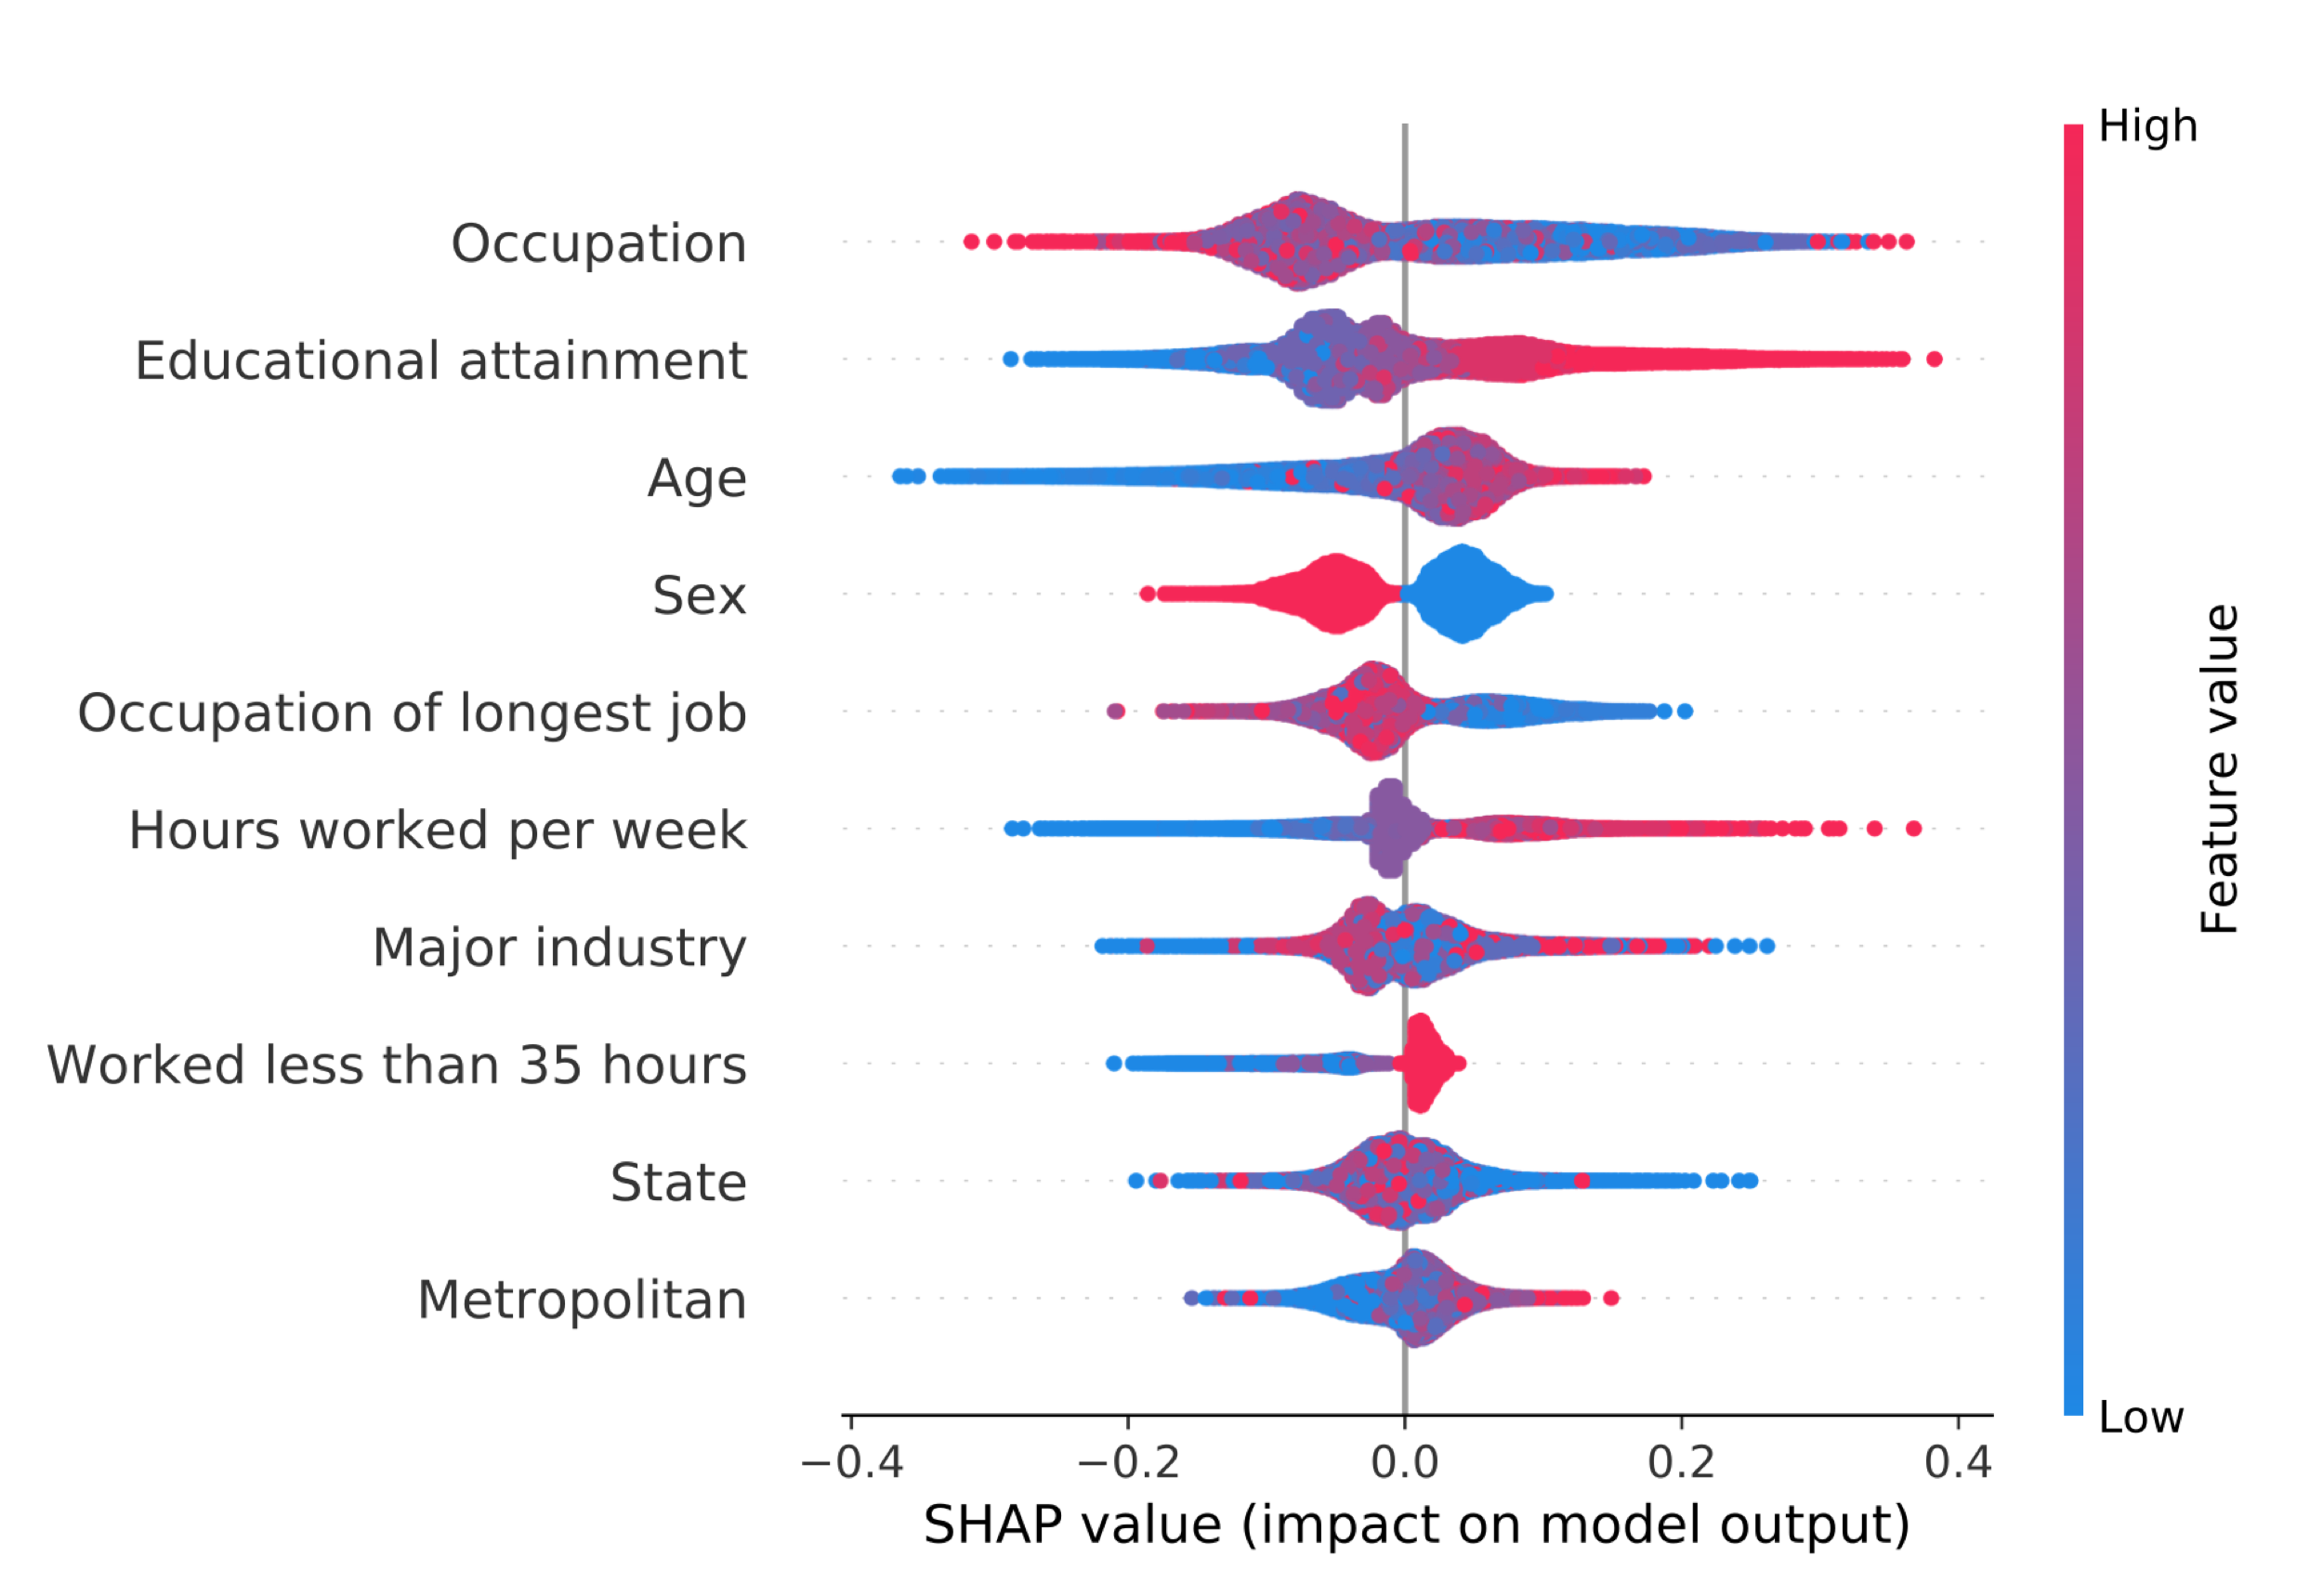 High
Occupation
Educational attainment
Age
Sex
Occupation of longest job
Hours worked per week
Major industry
Worked less than 35 hours
State
Metropolitan
Feature value
Low
−0.4 −0.2 0.0 0.2 0.4
SHAP value (impact on model output)